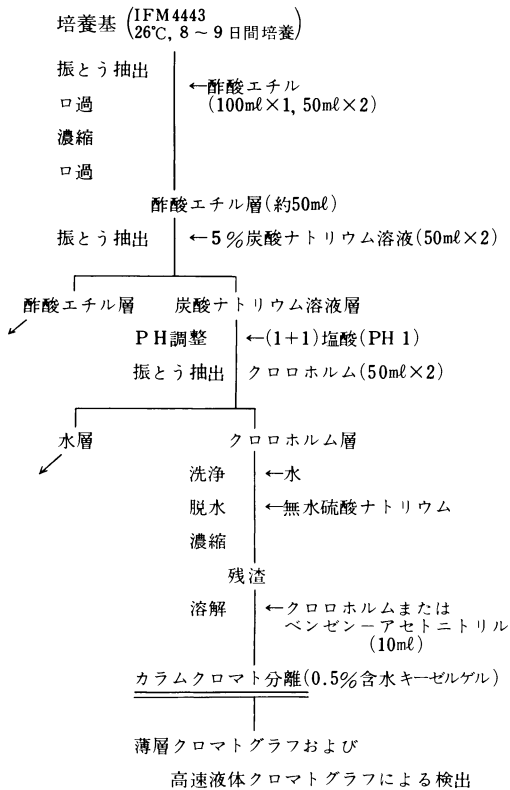 培養基(IFM4443
26℃, 8〜9日間培養)
振とう抽出
←酢酸エチル
ロ過
(100mℓ×1, 50mℓ×2)
濃縮
ロ過
酢酸エチル層(約50mℓ)
振とう抽出 ←5%炭酸ナトリウム溶液(50mℓ×2)
酢酸エチル層 炭酸ナトリウム溶液層
PH調整 ←(1+1)塩酸(PH 1)
振とう抽出 クロロホルム(50mℓ×2)
水層 クロロホルム層
洗浄 ←水
脱水 ←無水硫酸ナトリウム
濃縮
残渣
溶解 ←クロロホルムまたは
ベンゼン−アセトニトリル
(10mℓ)
カラムクロマト分離(0.5%含水キーゼルゲル)
薄層クロマトグラフおよび
高速液体クロマトグラフによる検出